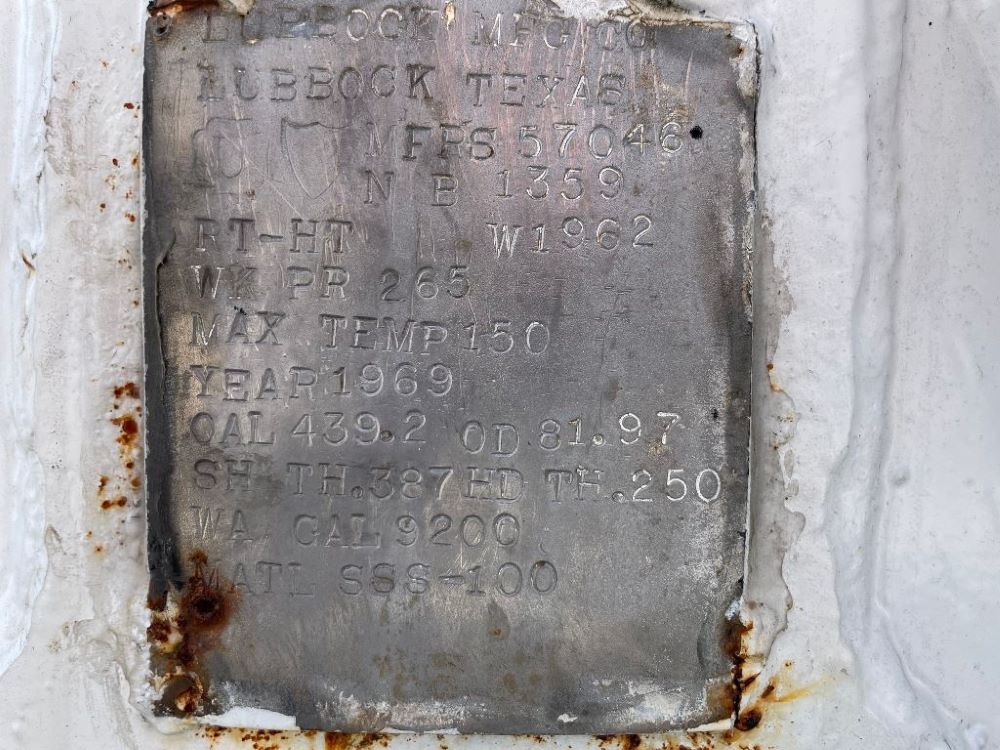 LUBBOCK MFG CO
LUBBOCK TEXAS
MFRS 57046
N B 1359
RT-HT W1962
WK PR 265
MAX TEMP 150
YEAR 1969
OAL 439.2 OD 81.97
SH TH.387 HD TH.250
WA. GAL 9200
MATL SSS-100